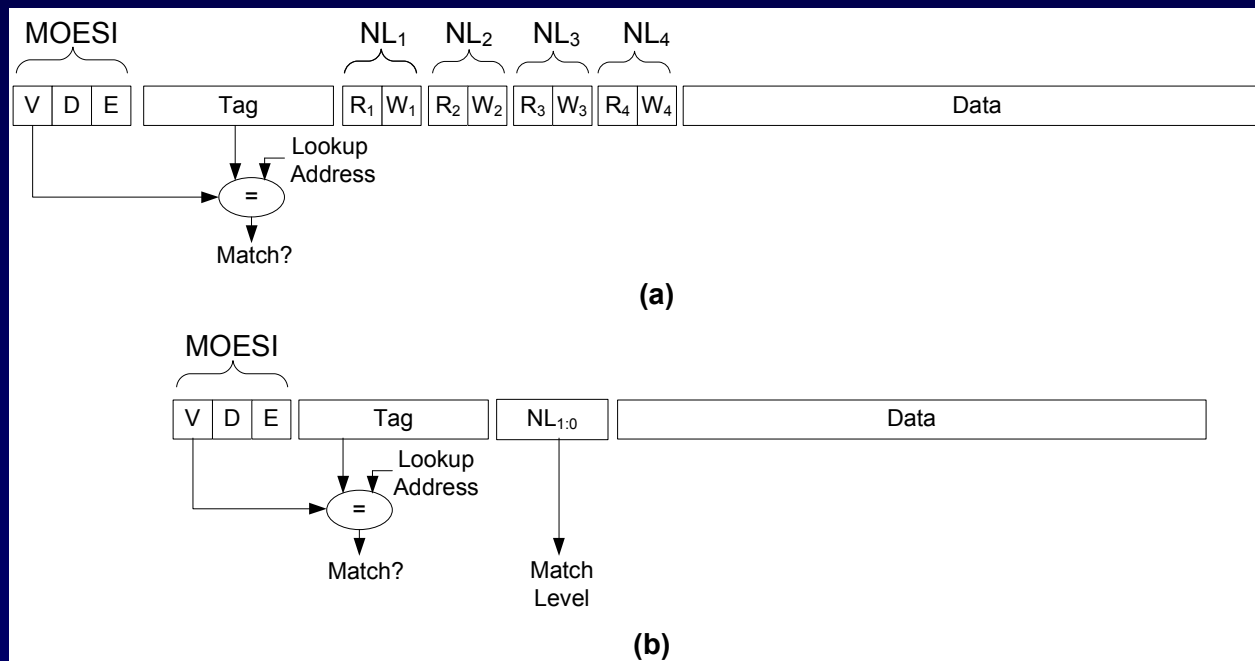 MOESI NL₁ NL₂ NL₃ NL₄
V D E Tag R₁ W₁ R₂ W₂ R₃ W₃ R₄ W₄ Data
Lookup
Address
=
Match?
(a)
MOESI
V D E Tag NL₁:₀ Data
Lookup
Address
=
Match? Match
Level
(b)